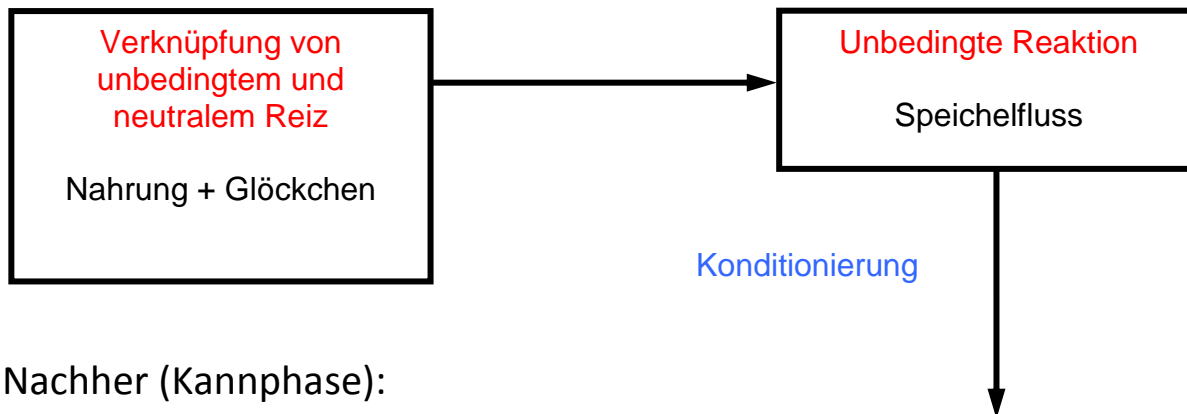 Verknüpfung von
unbedingtem und
neutralem Reiz
Nahrung + Glöckchen
Unbedingte Reaktion
Speichelfluss
Konditionierung
Nachher (Kannphase):